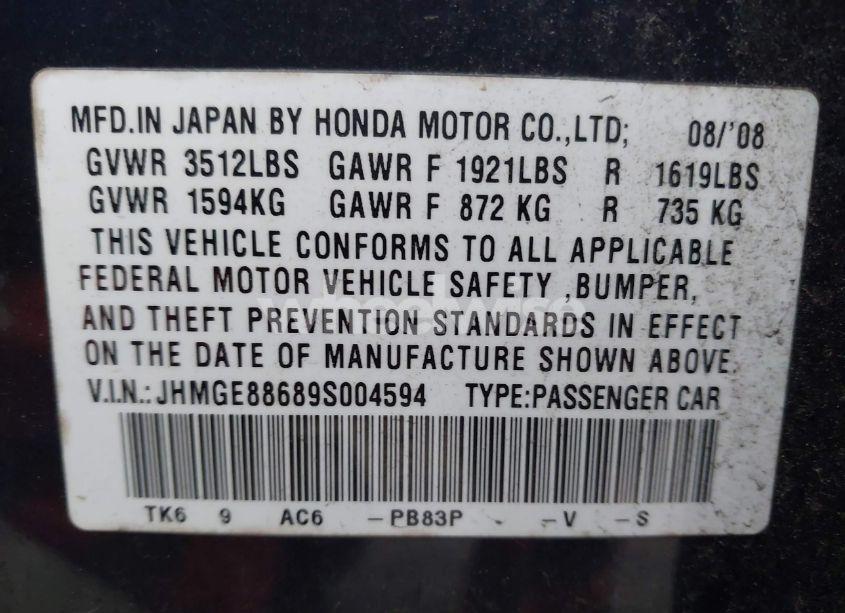 MFD.IN JAPAN BY HONDA MOTOR CO.,LTD; 08/'08
GVWR 3512LBS GAWR F 1921LBS R 1619LBS
GVWR 1594KG GAWR F 872 KG R 735 KG
THIS VEHICLE CONFORMS TO ALL APPLICABLE
FEDERAL MOTOR VEHICLE SAFETY ,BUMPER,
AND THEFT PREVENTION STANDARDS IN EFFECT
ON THE DATE OF MANUFACTURE SHOWN ABOVE.
V.I.N.:JHMGE88689S004594 TYPE:PASSENGER CAR
TK6 9 AC6 -PB83P - -V -S